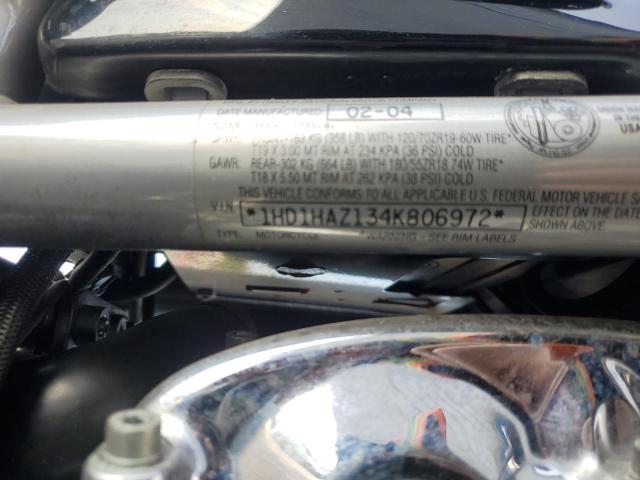 DATE MANUFACTURED: 02-04
LB) WITH 120/70ZR19-60W TIRE*
X 3.00 MT RIM AT 234 KPA (36 PSI) COLD
GAWR: REAR-302 KG (664 LB) WITH 180/55ZR18 74W TIRE*
T18 X 5.50 MT RIM AT 262 KPA (38 PSI) COLD
THIS VEHICLE CONFORMS TO ALL APPLICABLE U.S. FEDERAL MOTOR VEHICLE
V.I.N. *1HD1HAZ134K806972* EFFECT ON THE DATE
SHOWN ABOVE.
TYPE MOTORCYCLE *WARNING - SEE RIM LABELS
USA